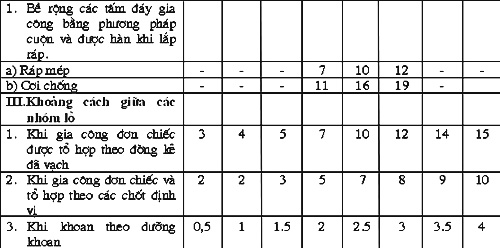 1. Bề rộng các tấm đáy gia
công bằng phương pháp
cuộn và được hàn khi lắp
ráp.
a) Ráp mép - - - 7 10 12 - -
b) Cơi chồng - - - 11 16 19 - -
III.Khoảng cách giữa các
nhóm lỗ
1. Khi gia công đơn chiếc 3 4 5 7 10 12 14 15
được tổ hợp theo đòng kẻ
đã vạch
2. Khi gia công đơn chiếc và 2 2 3 5 7 8 9 10
tổ hợp theo các chốt định
vị
3. Khi khoan theo dưỡng 0,5 1 1.5 2 2.5 3 3.5 4
khoan